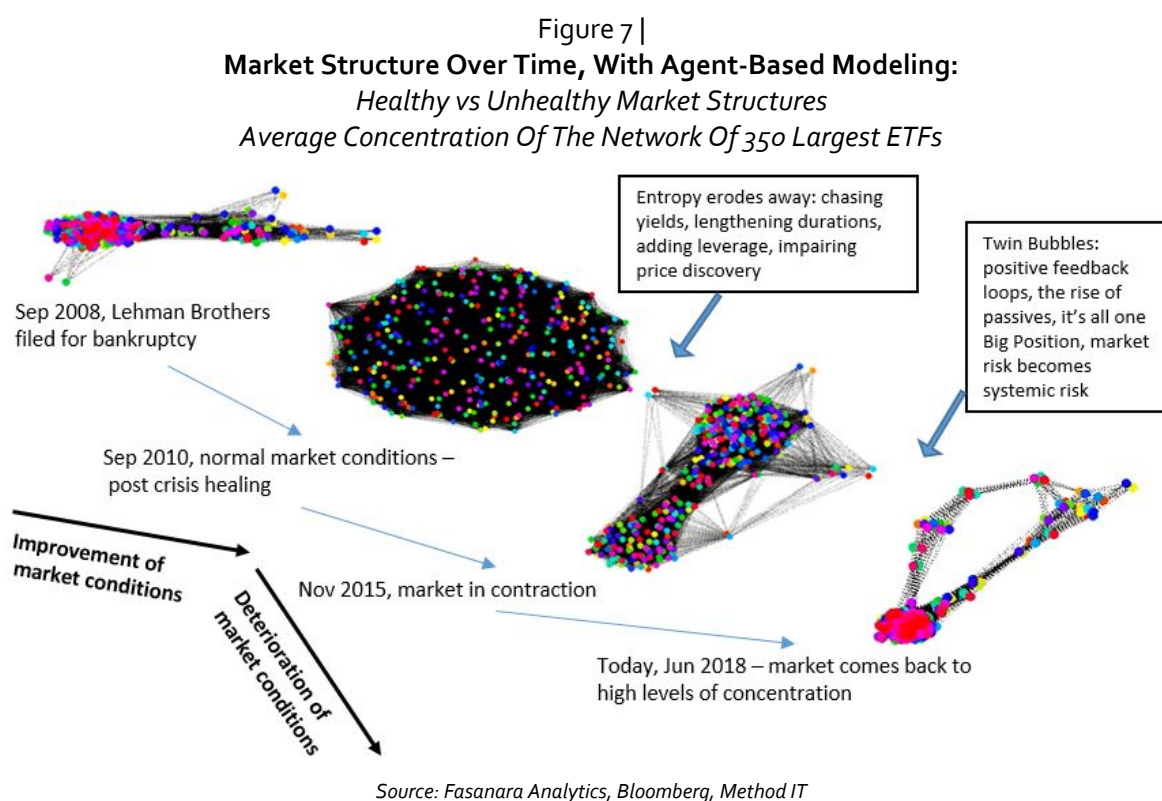 Figure 7 |
Market Structure Over Time, With Agent-Based Modeling:
Healthy vs Unhealthy Market Structures
Average Concentration Of The Network Of 350 Largest ETFs
Entropy erodes away: chasing
yields, lengthening durations,
adding leverage, impairing
price discovery
Twin Bubbles:
positive feedback
loops, the rise of
passives, it's all one
Big Position, market
risk becomes
systemic risk
Sep 2008, Lehman Brothers
filed for bankruptcy
Sep 2010, normal market conditions –
post crisis healing
Improvement of
market conditions
Nov 2015, market in contraction
Deterioration of
market conditions
Today, Jun 2018 – market comes back to
high levels of concentration
Source: Fasanara Analytics, Bloomberg, Method IT